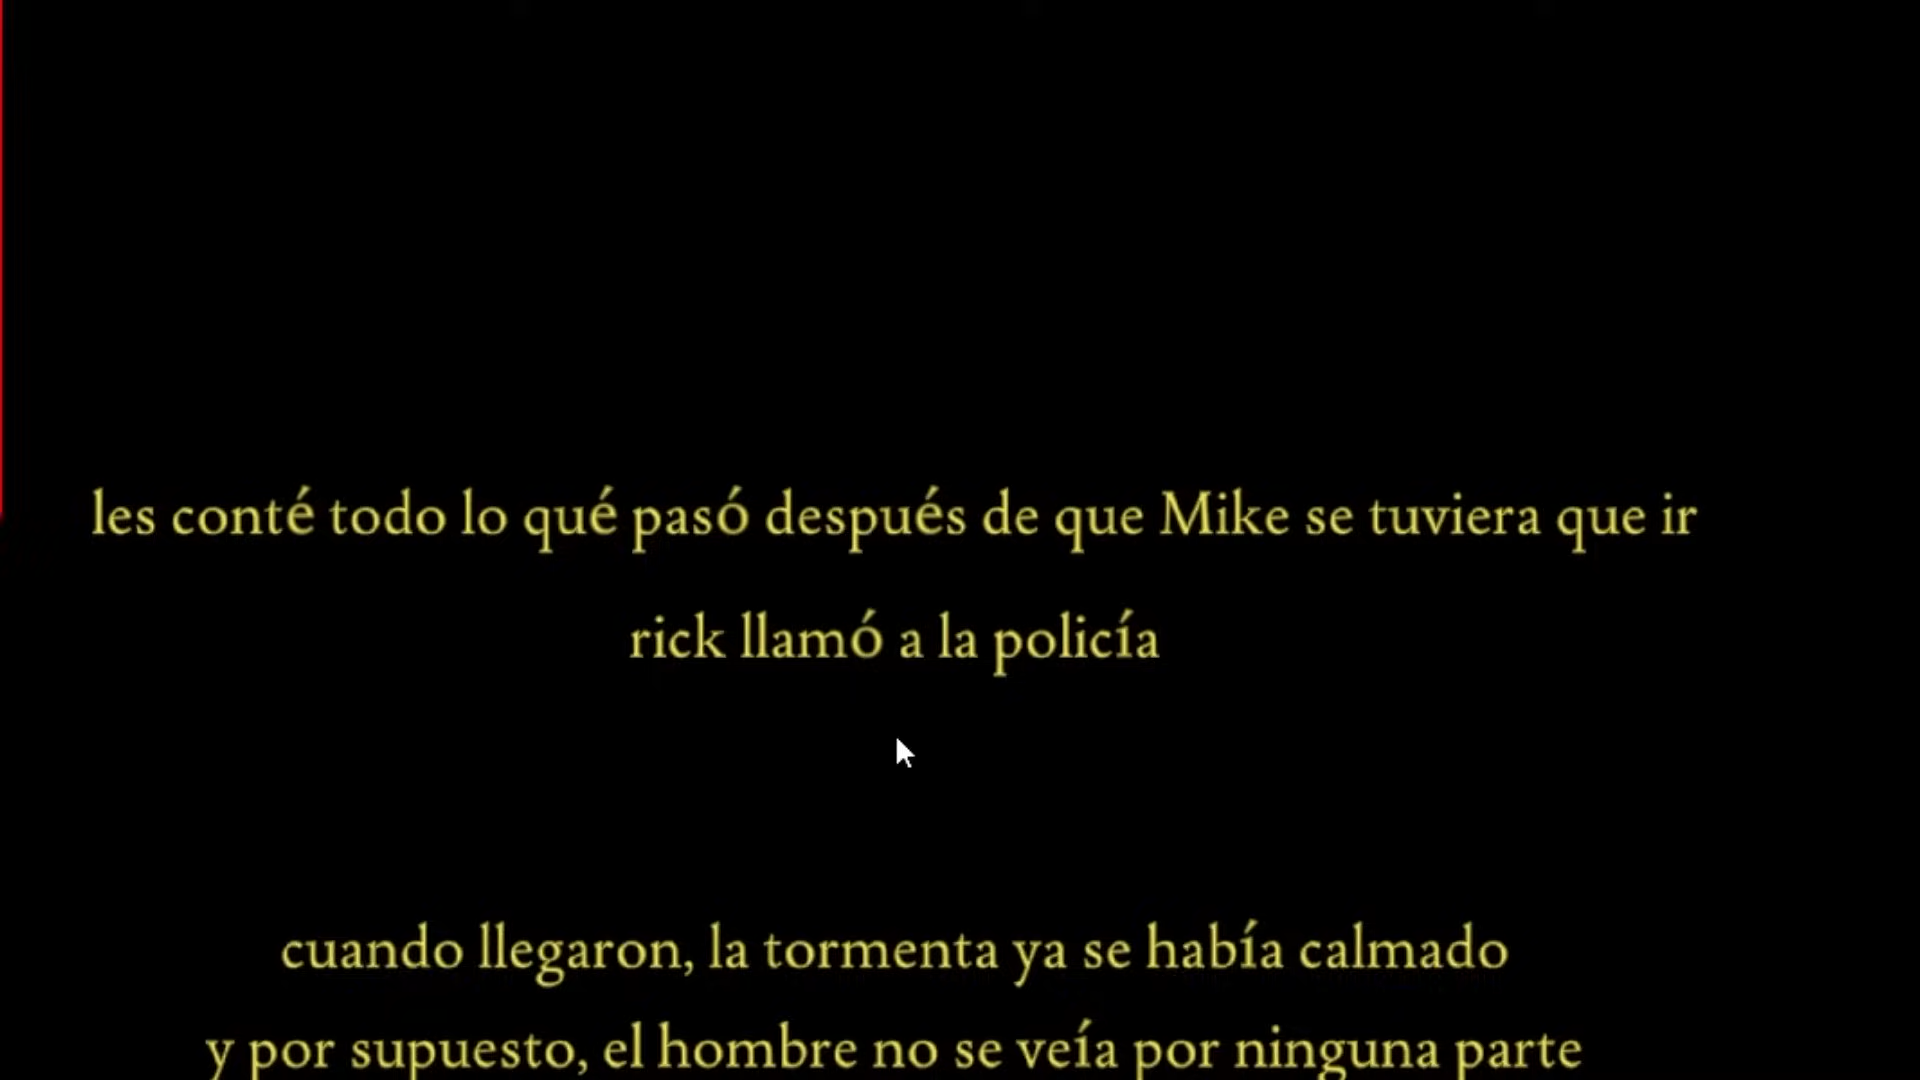 les conté todo lo qué pasó después de que Mike se tuviera que ir
rick llamó a la policía
cuando llegaron, la tormenta ya se había calmado
y por supuesto, el hombre no se veía por ninguna parte